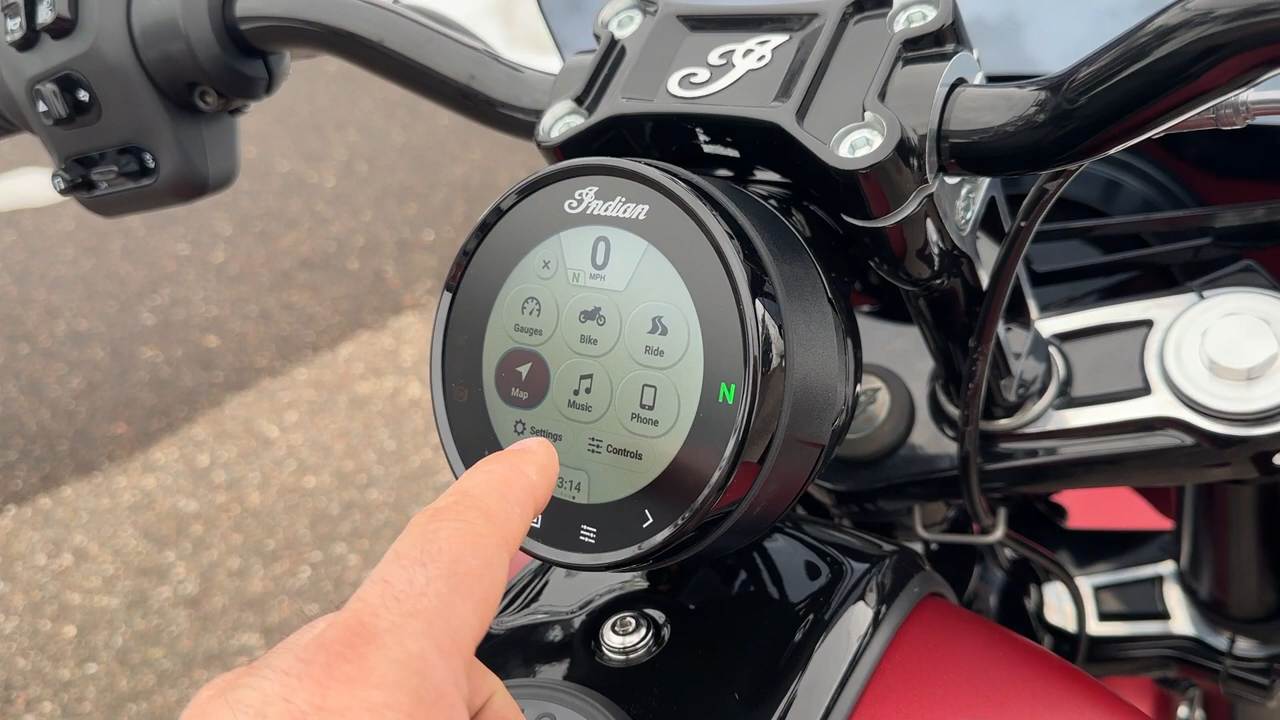 Indian
0
N MPH
Gauges
Bike
Ride
Map
Music
Phone
N
Settings
Controls
3:14